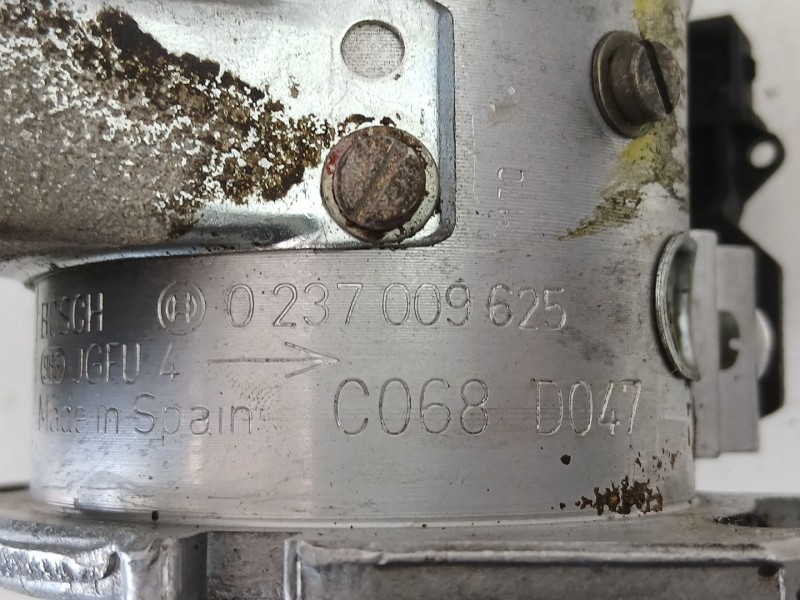 BOSCH 0 237 009 625
JGFU 4
Made in Spain C068 D047